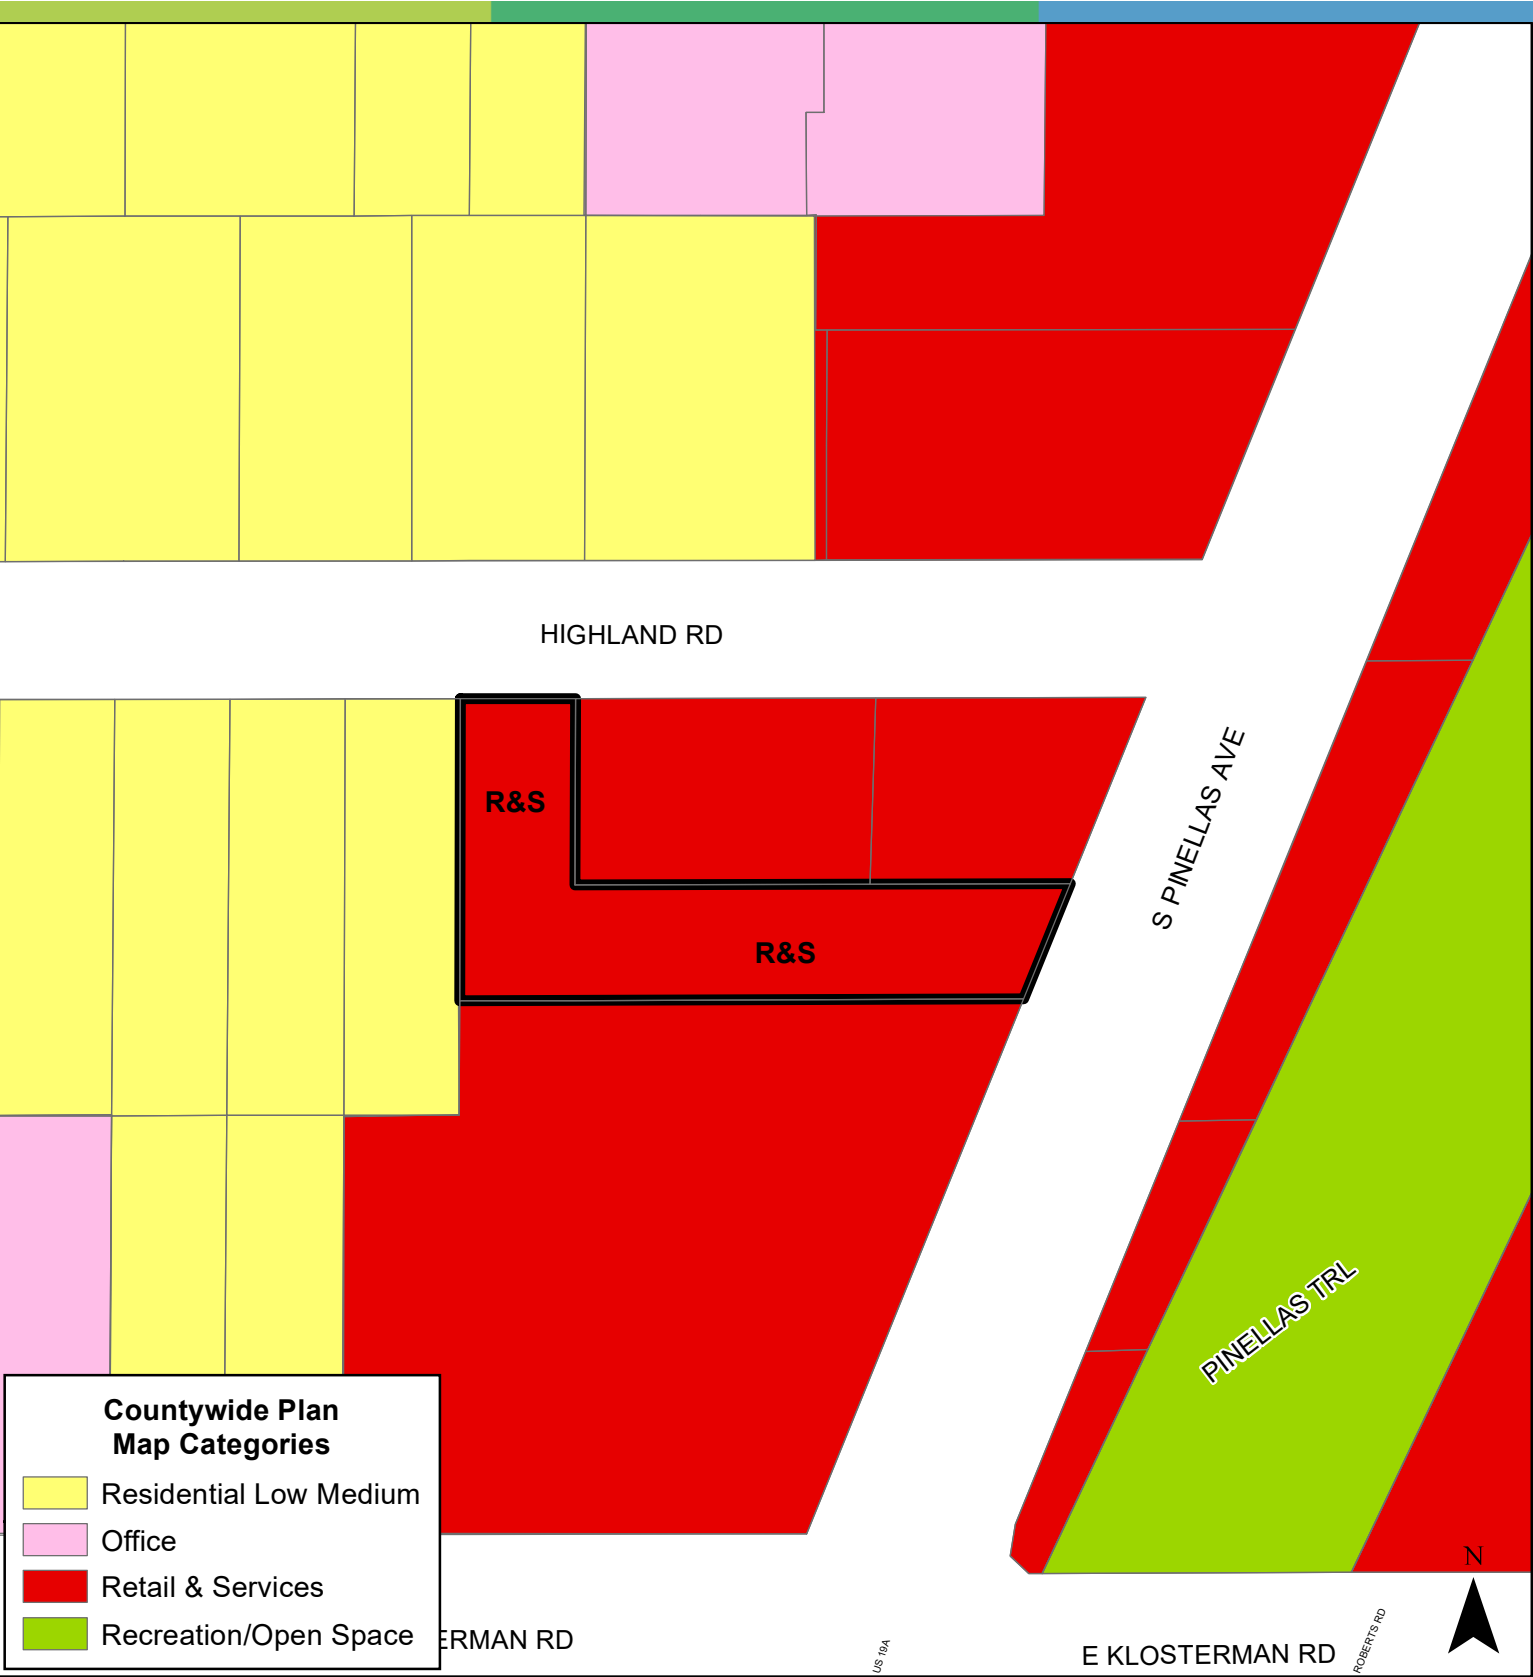 HIGHLAND RD
R&S
S PINELLAS AVE
R&S
PINELLAS TRL
Countywide Plan
Map Categories
Residential Low Medium
Office
Retail & Services
Recreation/Open Space
N
ERMAN RD
US 19A
E KLOSTERMAN RD
ROBERTS RD